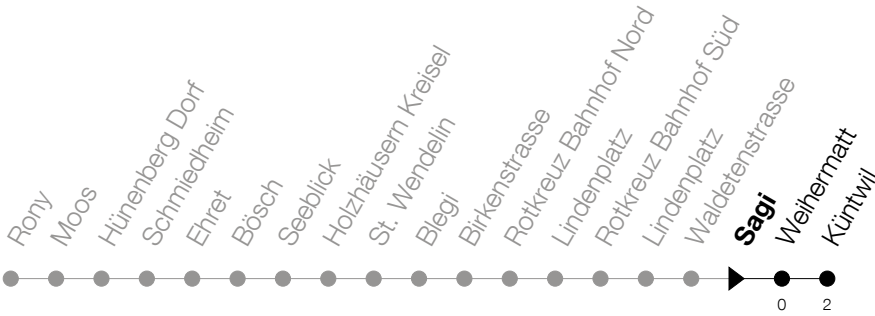 Rony
Moos
Hünenberg Dorf
Schmiedheim
Ehret
Bösch
Seeblick
Holzhäusern Kreisel
St. Wendelin
Blegi
Birkenstrasse
Rotkreuz Bahnhof Nord
Lindenplatz
Rotkreuz Bahnhof Süd
Lindenplatz
Waldetenstrasse
Sagi
Weihermatt
Küntwil
0 2